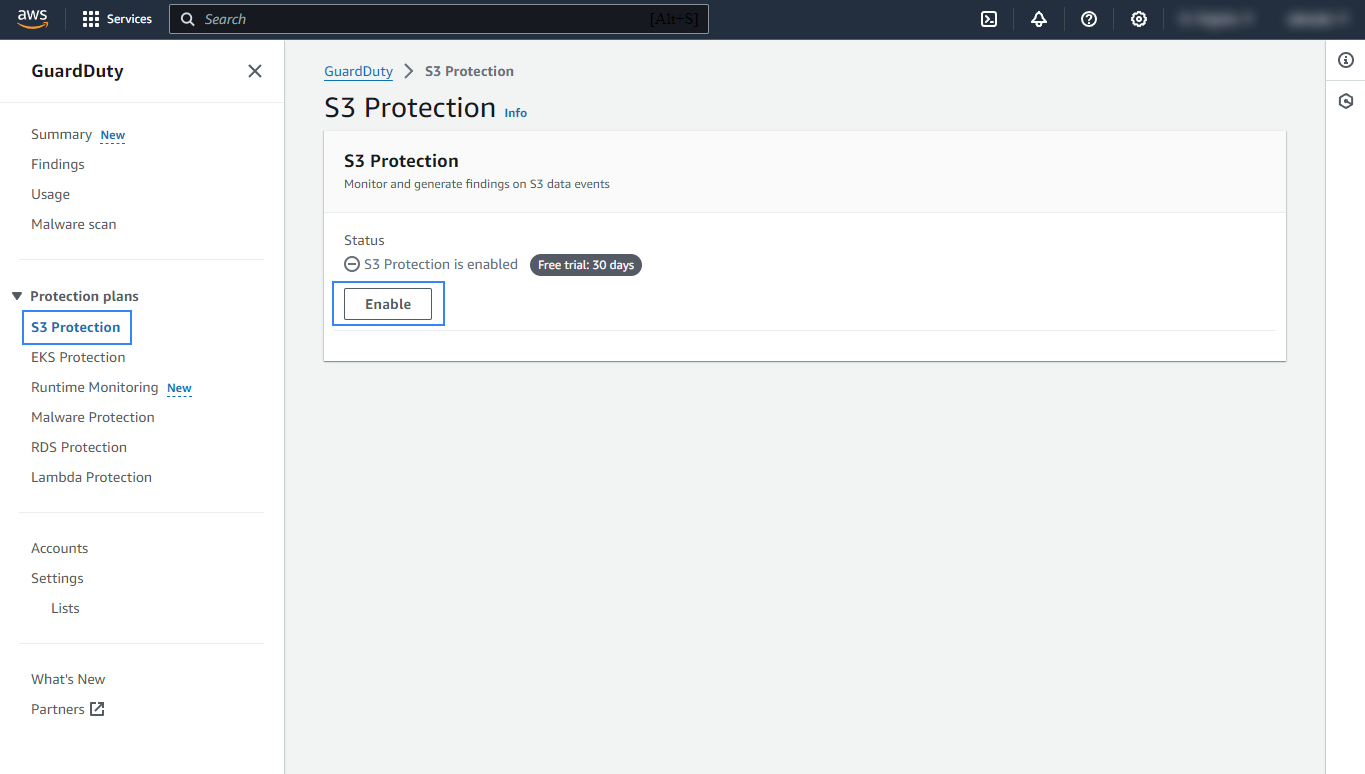 aws Services Search [Alt+S]
GuardDuty
Summary New
Findings
Usage
Malware scan
Protection plans
S3 Protection
EKS Protection
Runtime Monitoring New
Malware Protection
RDS Protection
Lambda Protection
Accounts
Settings
Lists
What's New
Partners
GuardDuty > S3 Protection
S3 Protection Info
S3 Protection
Monitor and generate findings on S3 data events
Status
S3 Protection is enabled Free trial: 30 days
Enable